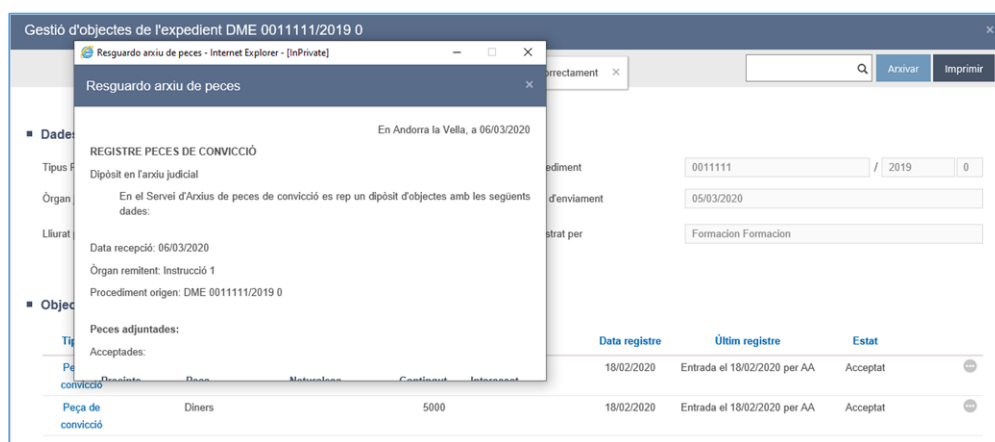 Gestió d'objectes de l'expedient DME 0011111/2019 0
Resguardo arxiu de peces - Internet Explorer - [InPrivate]
Resguardo arxiu de peces
En Andorra la Vella, a 06/03/2020
REGISTRE PECES DE CONVICCIÓ
Dipòsit en l'arxiu judicial
En el Servei d'Arxius de peces de convicció es rep un dipòsit d'objectes amb les següents
dades:
Data recepció: 06/03/2020
Òrgan remitent: Instrucció 1
Procediment origen: DME 0011111/2019 0
Peces adjuntades:
Acceptades:
Precinte Peça Naturalesa Contingut Interessat
Arxivar Imprimir
Dades
Tipus
0011111 / 2019 0
Òrgan d'enviament 05/03/2020
Lliurat per Formacion Formacion
Data registre Últim registre Estat
convicció 18/02/2020 Entrada el 18/02/2020 per AA Acceptat
Peça de Diners 5000 18/02/2020 Entrada el 18/02/2020 per AA Acceptat
convicció